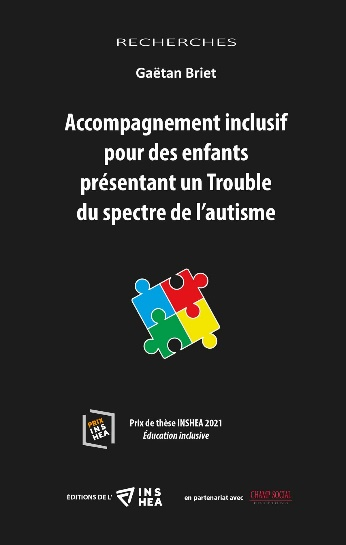 RECHERCHES
Gaëtan Briet
Accompagnement inclusif
pour des enfants
présentant un Trouble
du spectre de l’autisme
PRIX
INS
HEA
Prix de thèse INSHEA 2021
Éducation inclusive
ÉDITIONS DE L’ INS HEA en partenariat avec CHAMP SOCIAL
ÉDITIONS